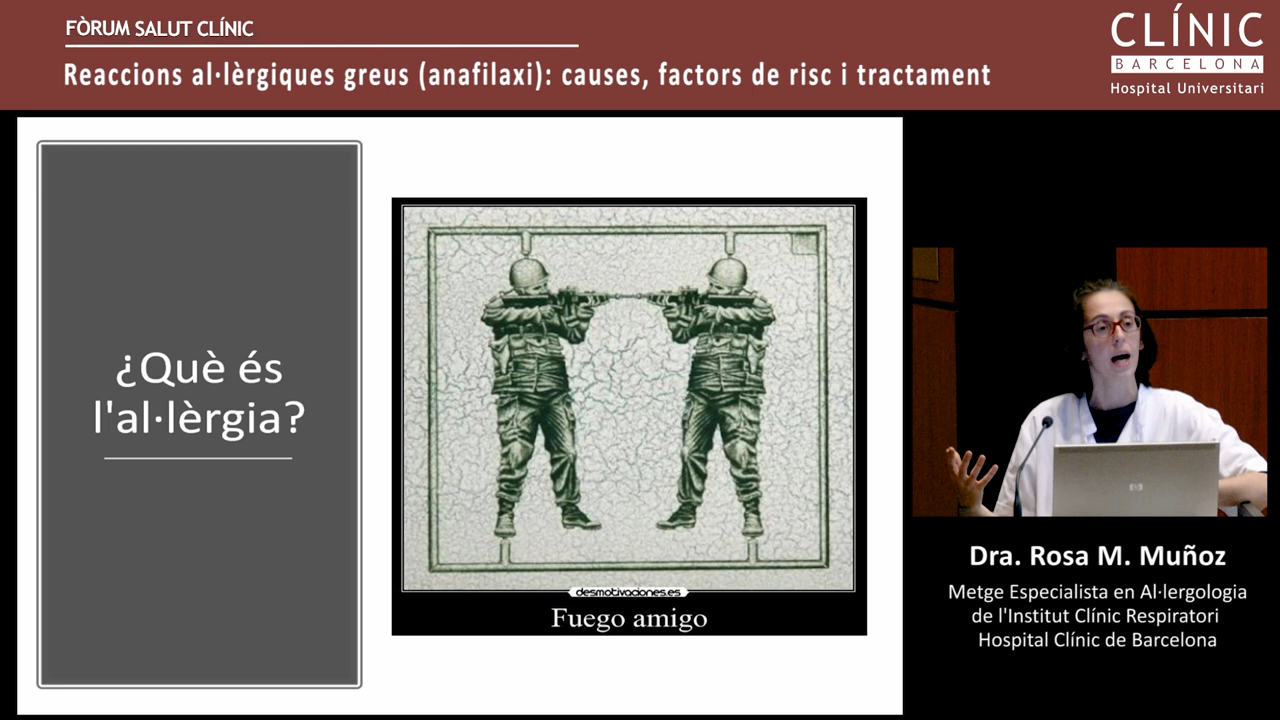 FÒRUM SALUT CLÍNIC
Reaccions al·lèrgiques greus (anafilaxi): causes, factors de risc i tractament
CLÍNIC
BARCELONA
Hospital Universitari
¿Què és
l'al·lèrgia?
desmotivaciones.es
Fuego amigo
hp
Dra. Rosa M. Muñoz
Metge Especialista en Al·lergologia
de l'Institut Clínic Respiratori
Hospital Clínic de Barcelona